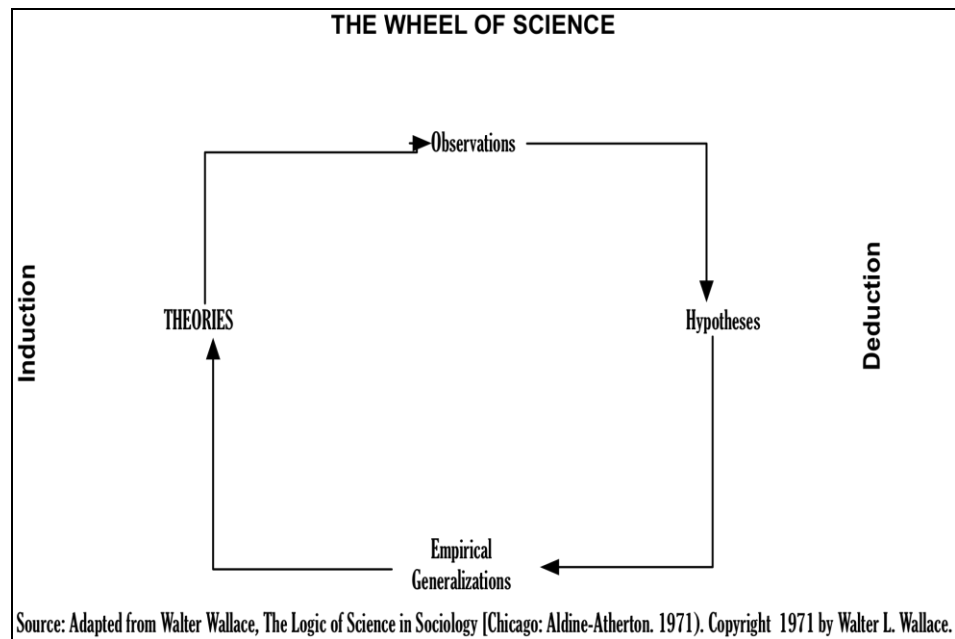 THE WHEEL OF SCIENCE
Observations
Induction
THEORIES
Hypotheses
Deduction
Empirical
Generalizations
Source: Adapted from Walter Wallace, The Logic of Science in Sociology [Chicago: Aldine-Atherton. 1971). Copyright 1971 by Walter L. Wallace.